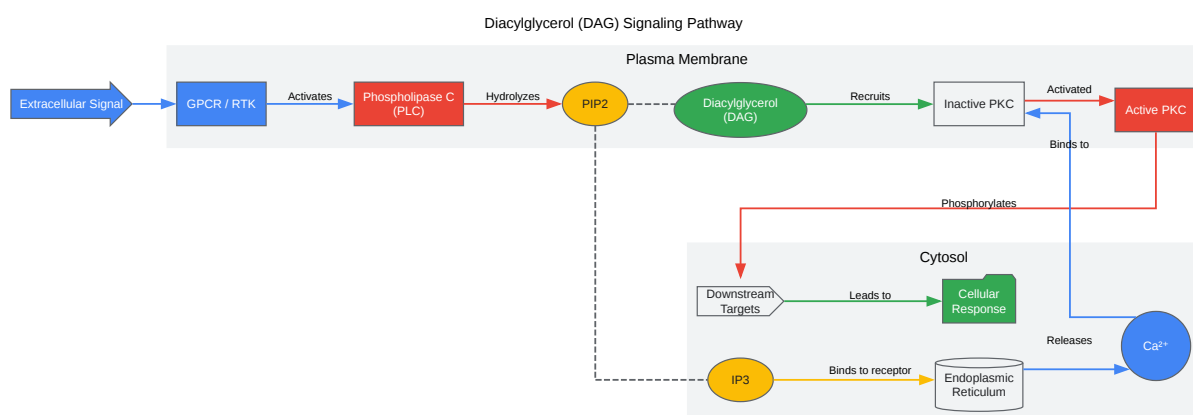 Diacylglycerol (DAG) Signaling Pathway
Plasma Membrane
Extracellular Signal
GPCR / RTK
Activates
Phospholipase C
(PLC)
Hydrolyzes
PIP2
Diacylglycerol
(DAG)
Recruits
Inactive PKC
Activated
Active PKC
Binds to
Phosphorylates
Cytosol
Downstream
Targets
Leads to
Cellular
Response
Releases
Ca²⁺
IP3
Binds to receptor
Endoplasmic
Reticulum